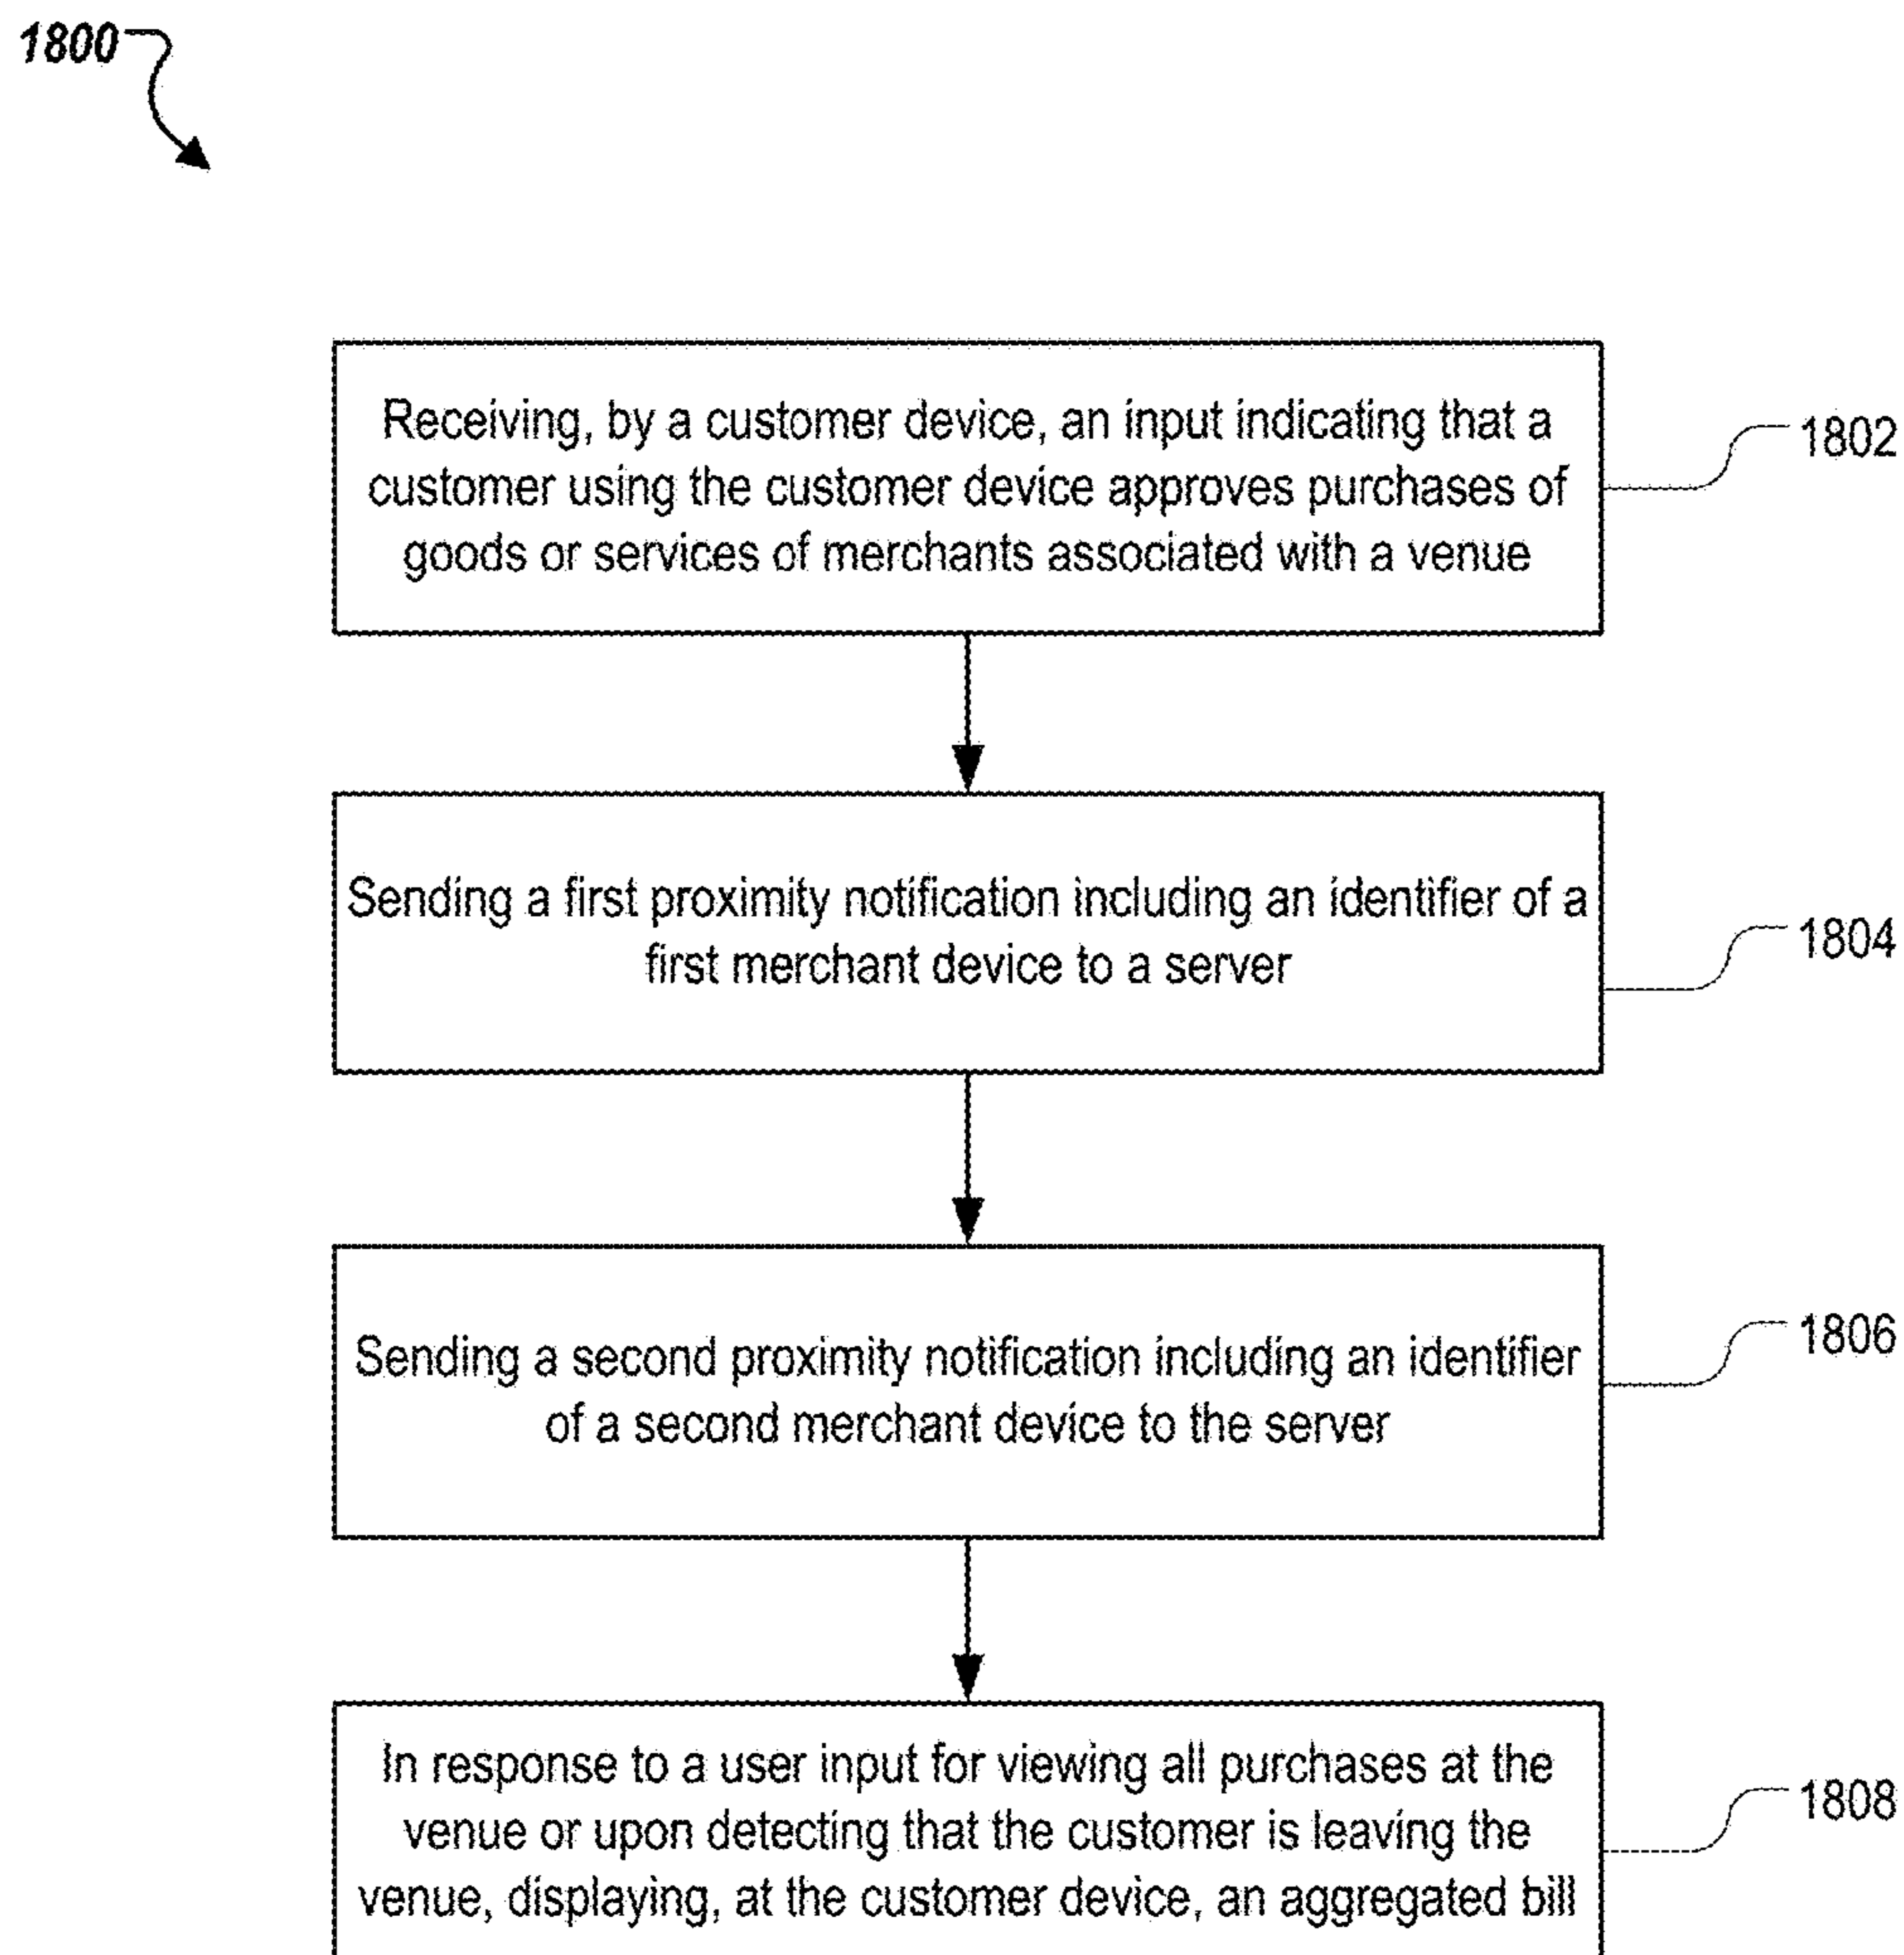 1800
Receiving, by a customer device, an input indicating that a
customer using the customer device approves purchases of
goods or services of merchants associated with a venue
1802
Sending a first proximity notification including an identifier of a
first merchant device to a server
1804
Sending a second proximity notification including an identifier
of a second merchant device to the server
1806
In response to a user input for viewing all purchases at the
venue or upon detecting that the customer is leaving the
venue, displaying, at the customer device, an aggregated bill
1808